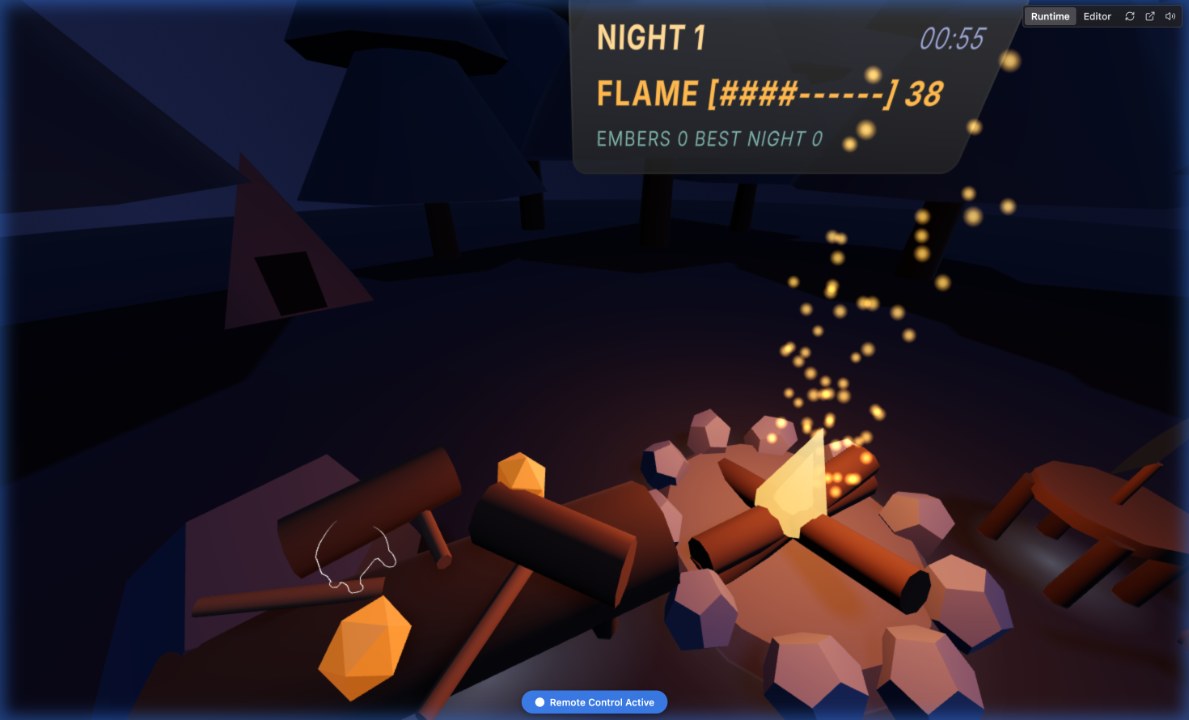 Runtime Editor
NIGHT 1 00:55
FLAME [####------] 38
EMBERS 0 BEST NIGHT 0
Remote Control Active